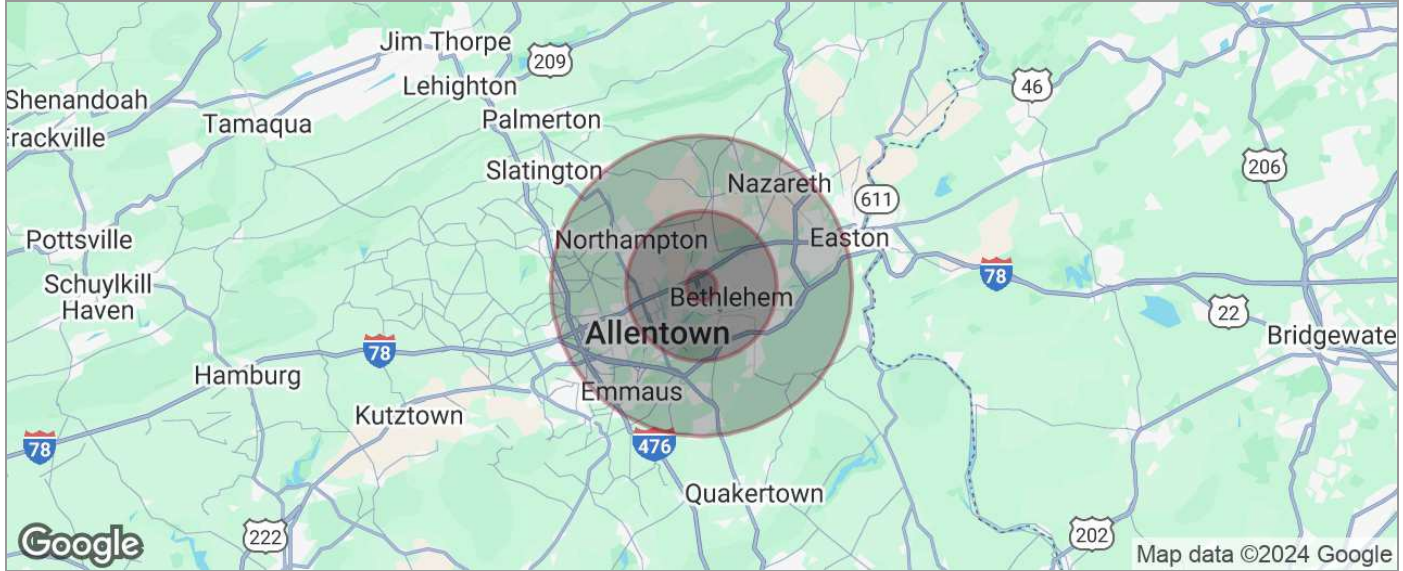 Jim Thorpe
209
46
Lehighton
Shenandoah
Frackville
Tamaqua
Palmerton
206
Slatington
Nazareth
611
Pottsville
Northampton
Easton
Schuylkill
Haven
78
Bethlehem
22
Allentown
Bridgewate
78
Hamburg
Emmaus
Kutztown
78
476
Quakertown
222
202
Google
Map data ©2024 Google